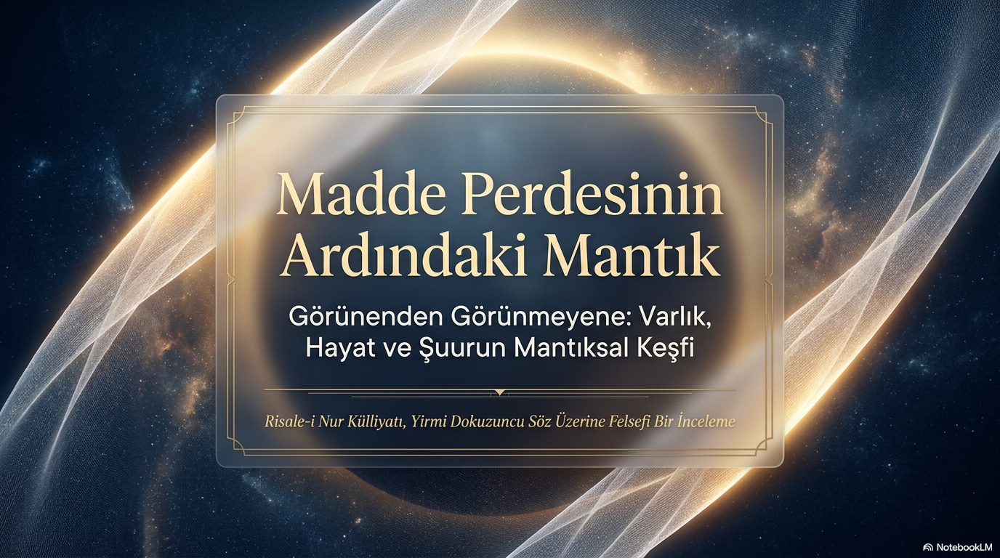 Madde Perdesinin
Ardındaki Mantık
Görünenden Görünmeyene: Varlık,
Hayat ve Şuurun Mantıksal Keşfi
Risale-i Nur Külliyatı, Yirmi Dokuzuncu Söz Üzerine Felsefi Bir İnceleme
NotebookLM